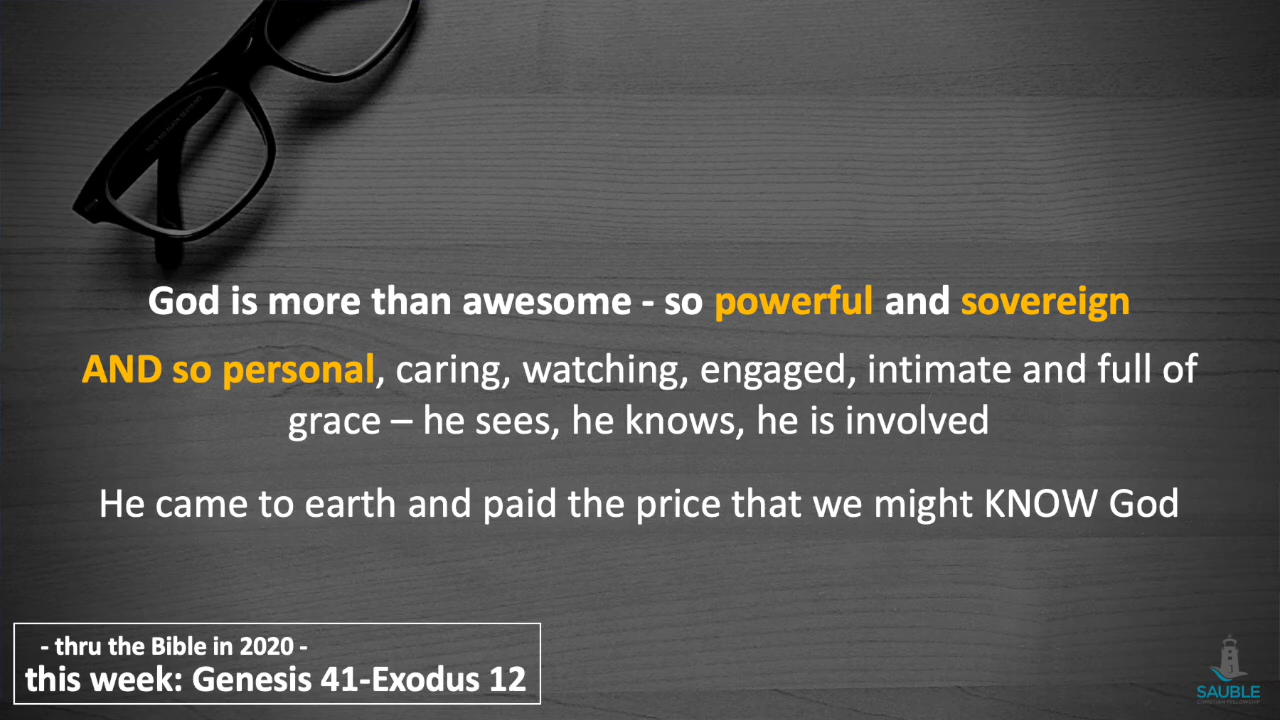 God is more than awesome - so powerful and sovereign
AND so personal, caring, watching, engaged, intimate and full of
grace – he sees, he knows, he is involved
He came to earth and paid the price that we might KNOW God
- thru the Bible in 2020 -
this week: Genesis 41-Exodus 12
SAUBLE
CHRISTIAN FELLOWSHIP